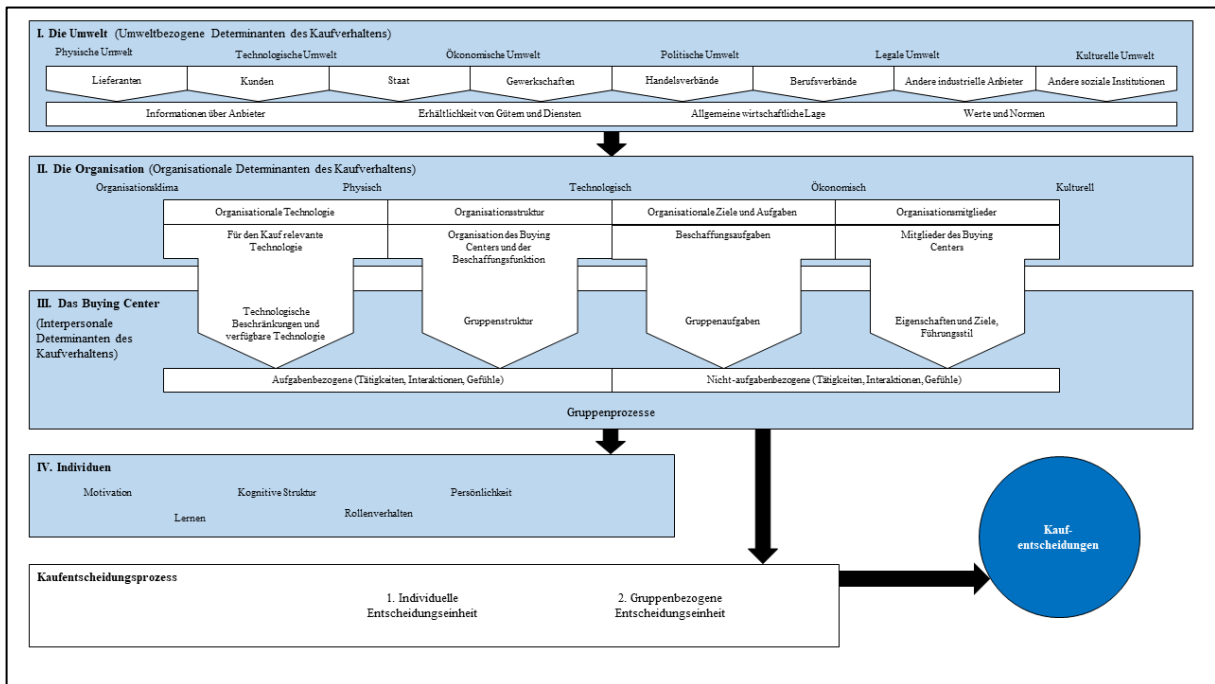 I. Die Umwelt (Umweltbezogene Determinanten des Kaufverhaltens)
Physische Umwelt Technologische Umwelt Ökonomische Umwelt Politische Umwelt Legale Umwelt Kulturelle Umwelt
Lieferanten Kunden Staat Gewerkschaften Handelsverbände Berufsverbände Andere industrielle Anbieter Andere soziale Institutionen
Informationen über Anbieter Erhältlichkeit von Gütern und Diensten Allgemeine wirtschaftliche Lage Werte und Normen
II. Die Organisation (Organisationale Determinanten des Kaufverhaltens)
Organisationsklima Physisch Technologisch Ökonomisch Kulturell
Organisationale Technologie Organisationsstruktur Organisationale Ziele und Aufgaben Organisationsmitglieder
Für den Kauf relevante
Technologie
Organisation des Buying
Centers und der
Beschaffungsfunktion
Beschaffungsaufgaben
Mitglieder des Buying
Centers
III. Das Buying Center
(Interpersonale
Determinanten des
Kaufverhaltens)
Technologische
Beschränkungen und
verfügbare Technologie
Gruppenstruktur
Gruppenaufgaben
Eigenschaften und Ziele,
Führungsstil
Aufgabenbezogene (Tätigkeiten, Interaktionen, Gefühle) Nicht-aufgabenbezogene (Tätigkeiten, Interaktionen, Gefühle)
Gruppenprozesse
IV. Individuen
Motivation Kognitive Struktur Persönlichkeit
Lernen Rollenverhalten
Kauf-
entscheidungen
Kaufentscheidungsprozess
1. Individuelle
Entscheidungseinheit
2. Gruppenbezogene
Entscheidungseinheit